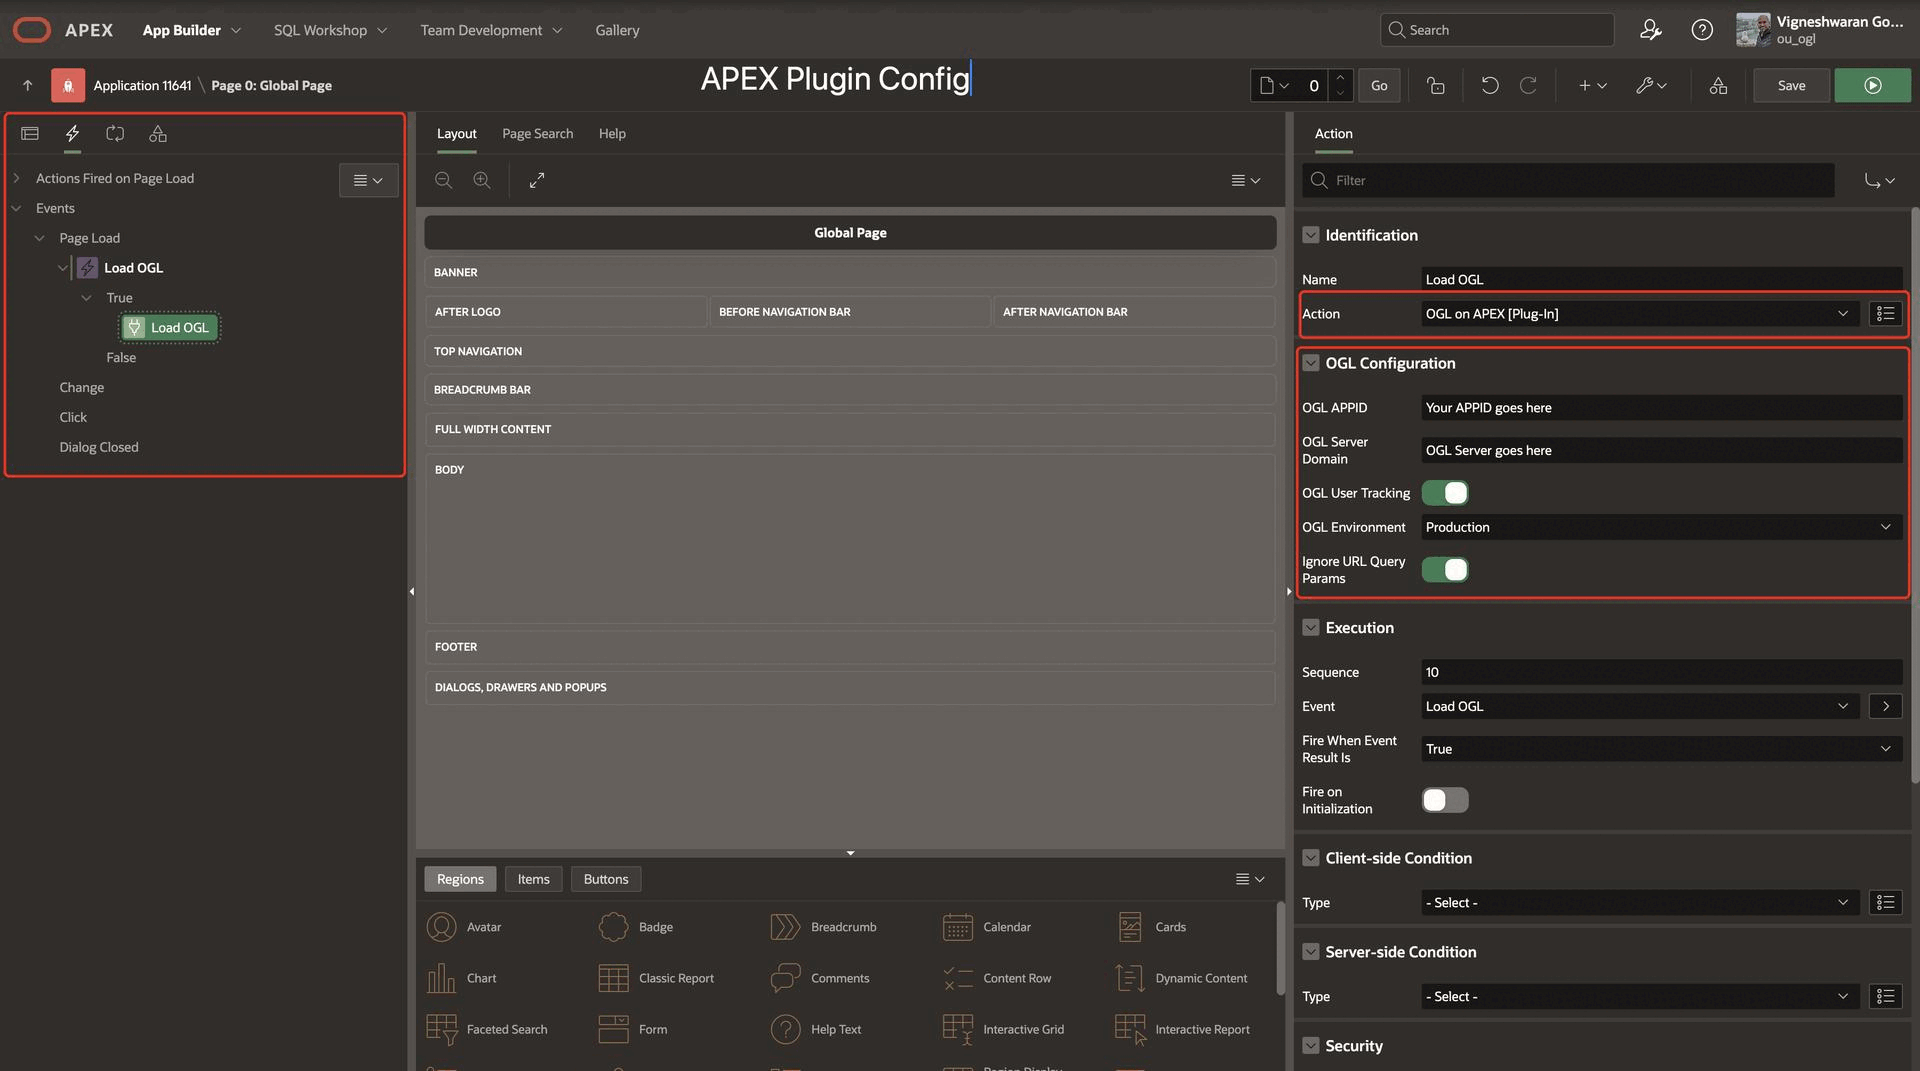 APEX
App Builder
SQL Workshop
Team Development
Gallery
Search
Vigneshwaran Go...
ou_ogl
Application 11641 \ Page 0: Global Page
APEX Plugin Config
0
Go
Save
Actions Fired on Page Load
Events
Page Load
Load OGL
True
Load OGL
False
Change
Click
Dialog Closed
Layout
Page Search
Help
Global Page
BANNER
AFTER LOGO
BEFORE NAVIGATION BAR
AFTER NAVIGATION BAR
TOP NAVIGATION
BREADCRUMB BAR
FULL WIDTH CONTENT
BODY
FOOTER
DIALOGS, DRAWERS AND POPUPS
Regions
Items
Buttons
Avatar
Badge
Breadcrumb
Calendar
Cards
Chart
Classic Report
Comments
Content Row
Dynamic Content
Faceted Search
Form
Help Text
Interactive Grid
Interactive Report
Action
Filter
Identification
Name
Load OGL
Action
OGL on APEX [Plug-In]
OGL Configuration
OGL APPID
Your APPID goes here
OGL Server
Domain
OGL Server goes here
OGL User Tracking
OGL Environment
Production
Ignore URL Query
Params
Execution
Sequence
10
Event
Load OGL
Fire When Event
Result Is
True
Fire on
Initialization
Client-side Condition
Type
- Select -
Server-side Condition
Type
- Select -
Security